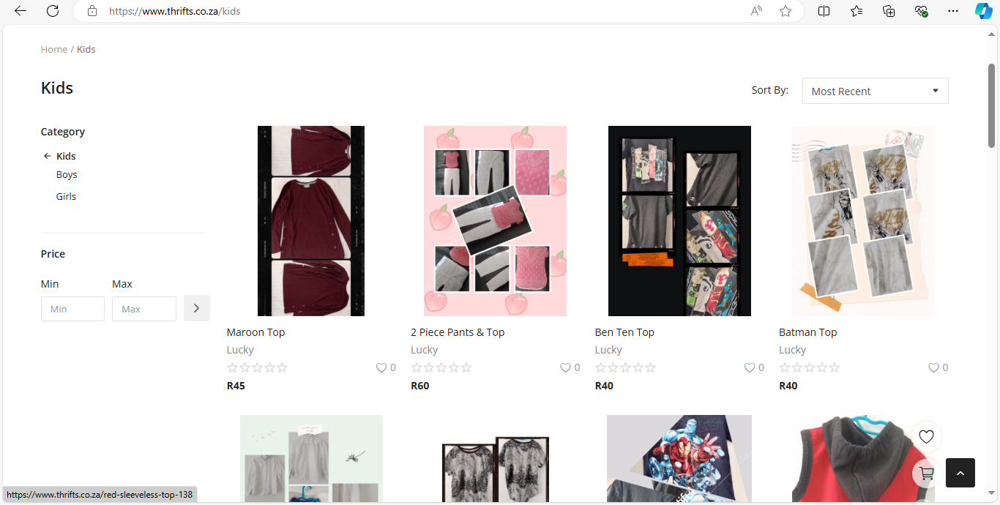 https://www.thrifts.co.za/kids
Home / Kids
Kids
Sort By:
Most Recent
Category
Kids
Boys
Girls
Price
Min
Max
Min
Max
Maroon Top
Lucky
0
R45
2 Piece Pants & Top
Lucky
0
R60
Ben Ten Top
Lucky
0
R40
Batman Top
Lucky
0
R40
https://www.thrifts.co.za/red-sleeveless-top-138